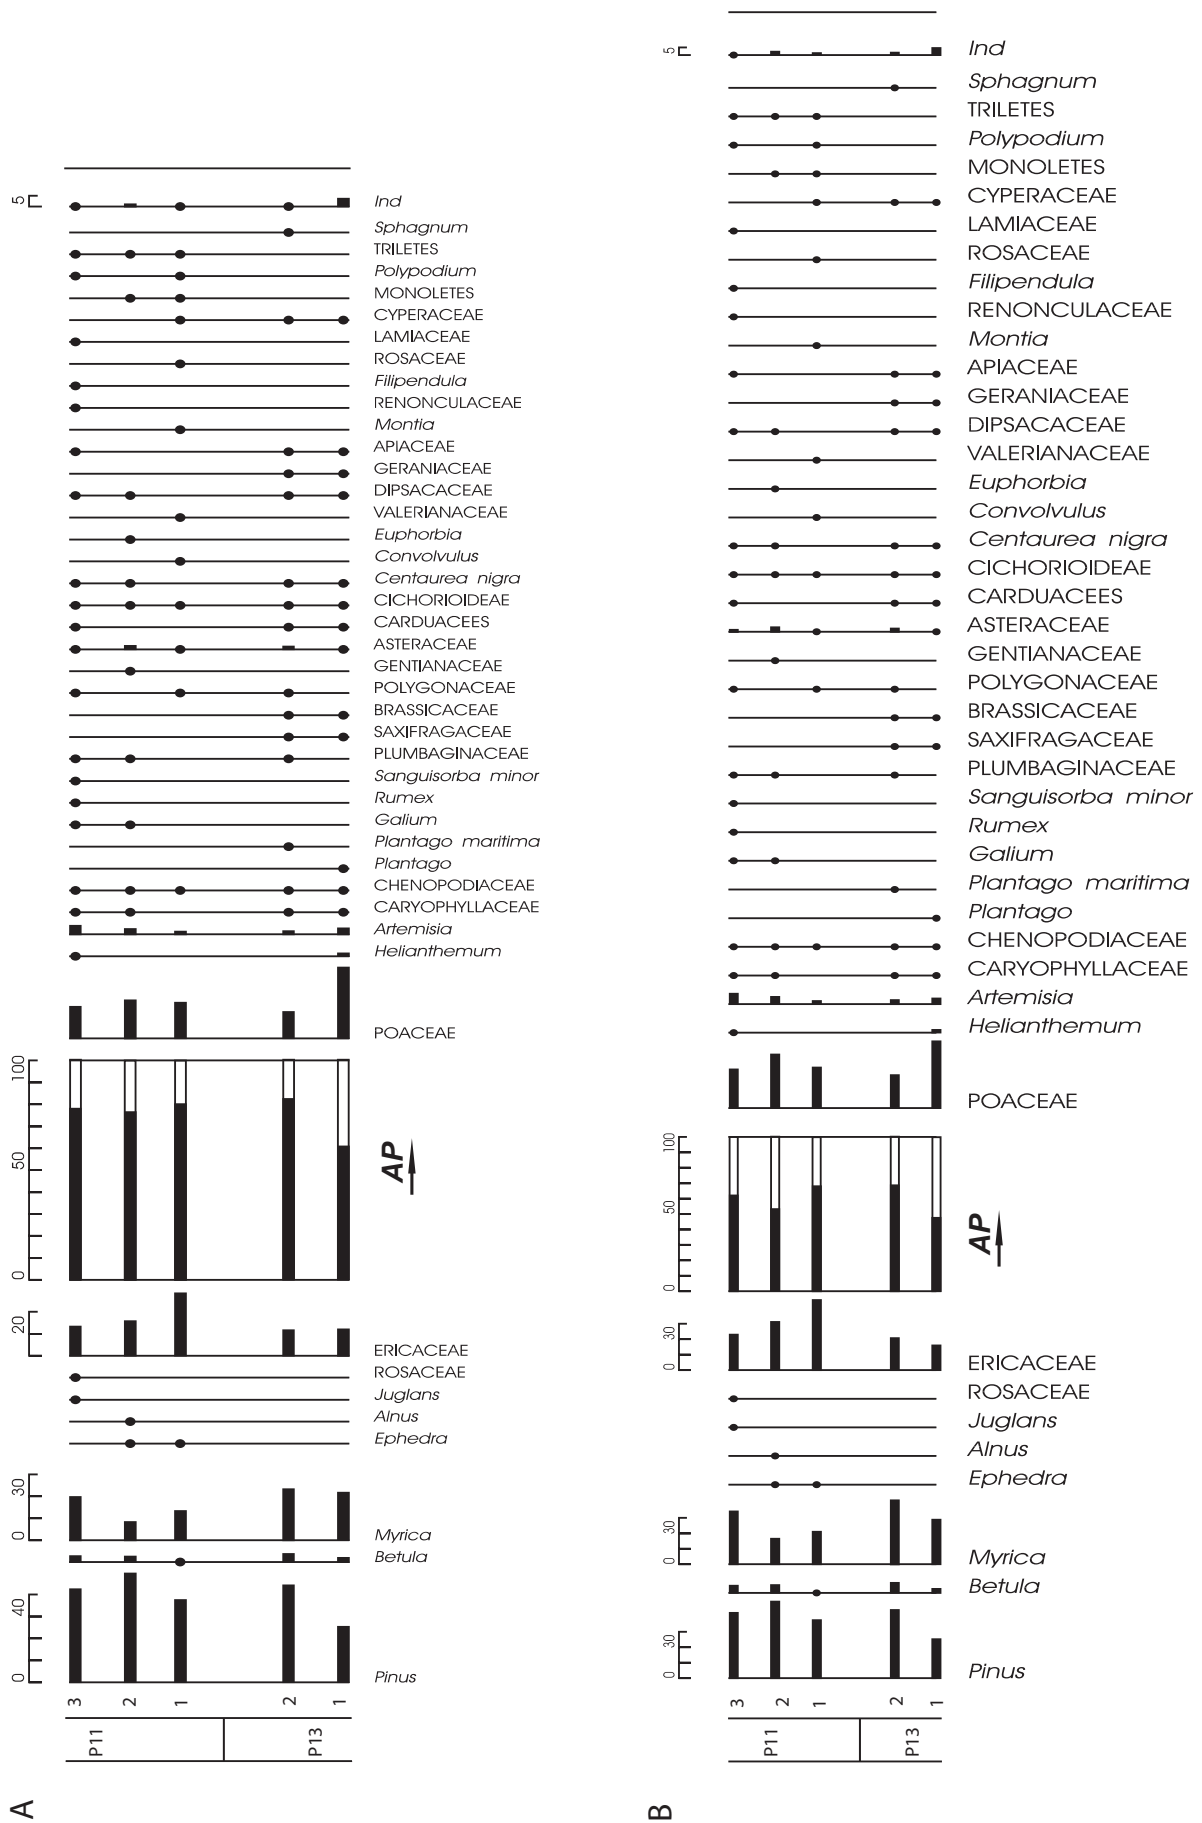 A
5
Ind
Sphagnum
TRILETES
Polypodium
MONOLETES
CYPERACEAE
LAMIACEAE
ROSACEAE
Filipendula
RENONCULACEAE
Montia
APIACEAE
GERANIACEAE
DIPSACACEAE
VALERIANACEAE
Euphorbia
Convolvulus
Centaurea nigra
CICHORIOIDEAE
CARDUACEES
ASTERACEAE
GENTIANACEAE
POLYGONACEAE
BRASSICACEAE
SAXIFRAGACEAE
PLUMBAGINACEAE
Sanguisorba minor
Rumex
Galium
Plantago maritima
Plantago
CHENOPODIACEAE
CARYOPHYLLACEAE
Artemisia
Helianthemum
POACEAE
0 50 100
AP
20
ERICACEAE
ROSACEAE
Juglans
Alnus
Ephedra
0 30
Myrica
Betula
0 40
Pinus
3 2 1 2 1
P11 P13
B
5
Ind
Sphagnum
TRILETES
Polypodium
MONOLETES
CYPERACEAE
LAMIACEAE
ROSACEAE
Filipendula
RENONCULACEAE
Montia
APIACEAE
GERANIACEAE
DIPSACACEAE
VALERIANACEAE
Euphorbia
Convolvulus
Centaurea nigra
CICHORIOIDEAE
CARDUACEES
ASTERACEAE
GENTIANACEAE
POLYGONACEAE
BRASSICACEAE
SAXIFRAGACEAE
PLUMBAGINACEAE
Sanguisorba minor
Rumex
Galium
Plantago maritima
Plantago
CHENOPODIACEAE
CARYOPHYLLACEAE
Artemisia
Helianthemum
POACEAE
0 50 100
AP
30
ERICACEAE
ROSACEAE
Juglans
Alnus
Ephedra
0 30
Myrica
Betula
0 30
Pinus
3 2 1 2 1
P11 P13